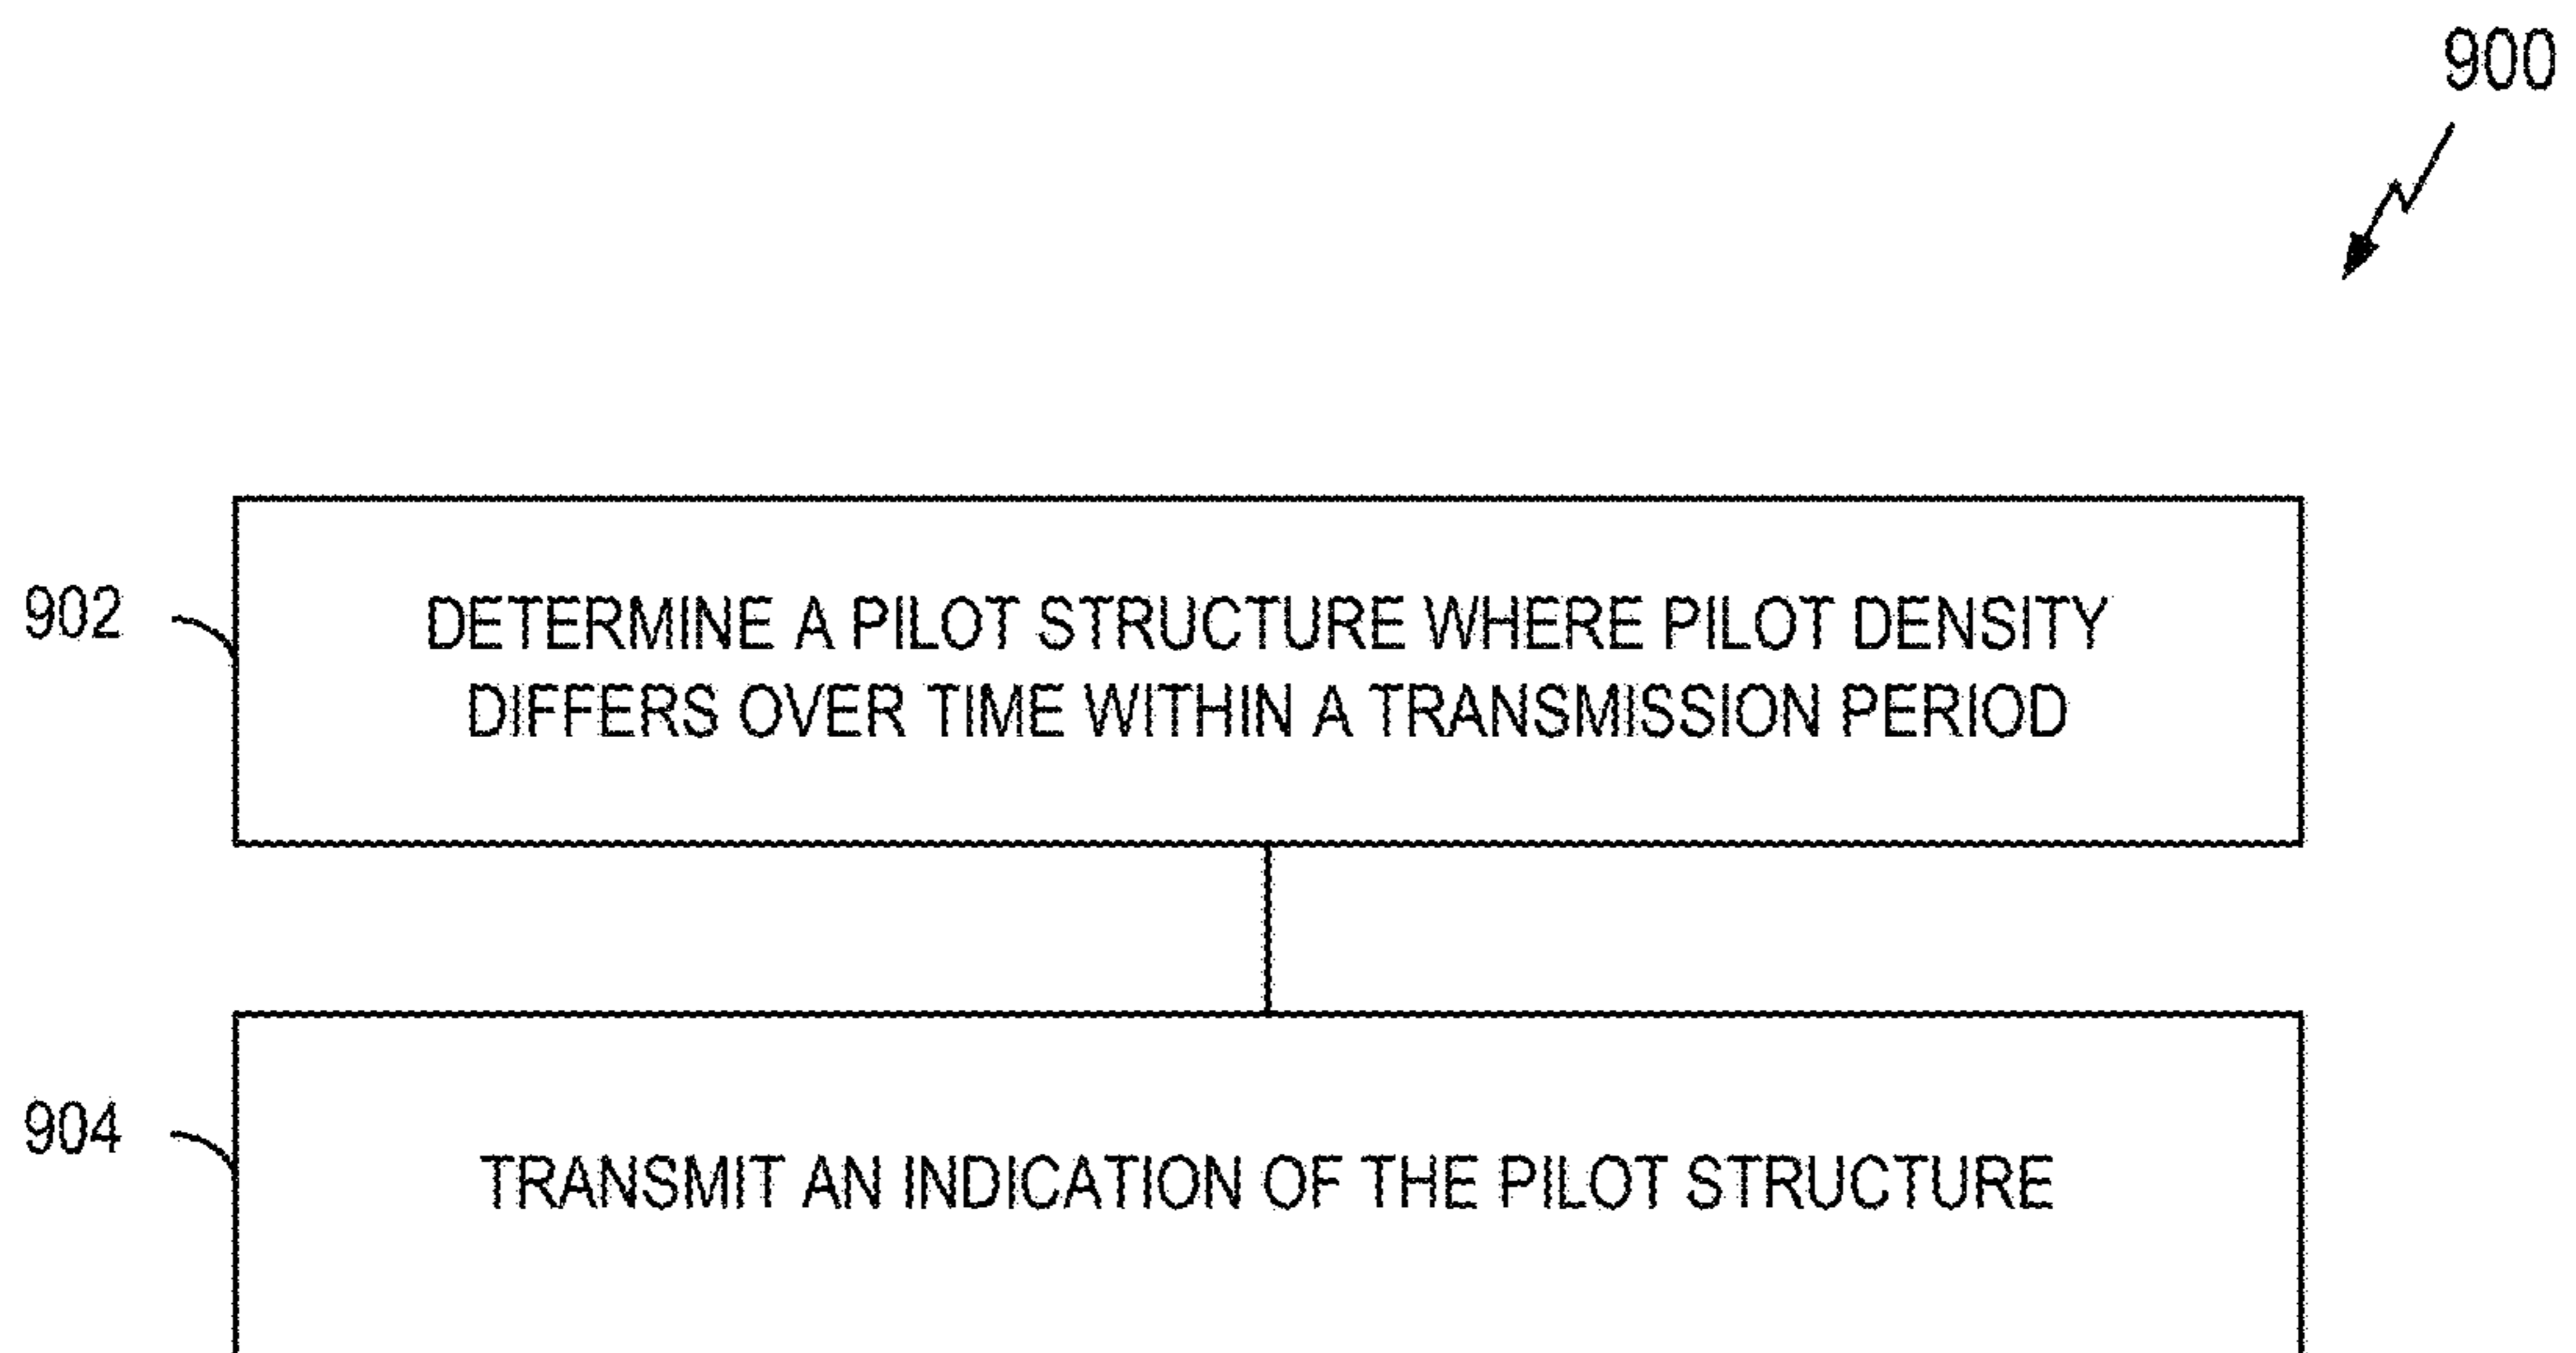 900
902
DETERMINE A PILOT STRUCTURE WHERE PILOT DENSITY
DIFFERS OVER TIME WITHIN A TRANSMISSION PERIOD
904
TRANSMIT AN INDICATION OF THE PILOT STRUCTURE